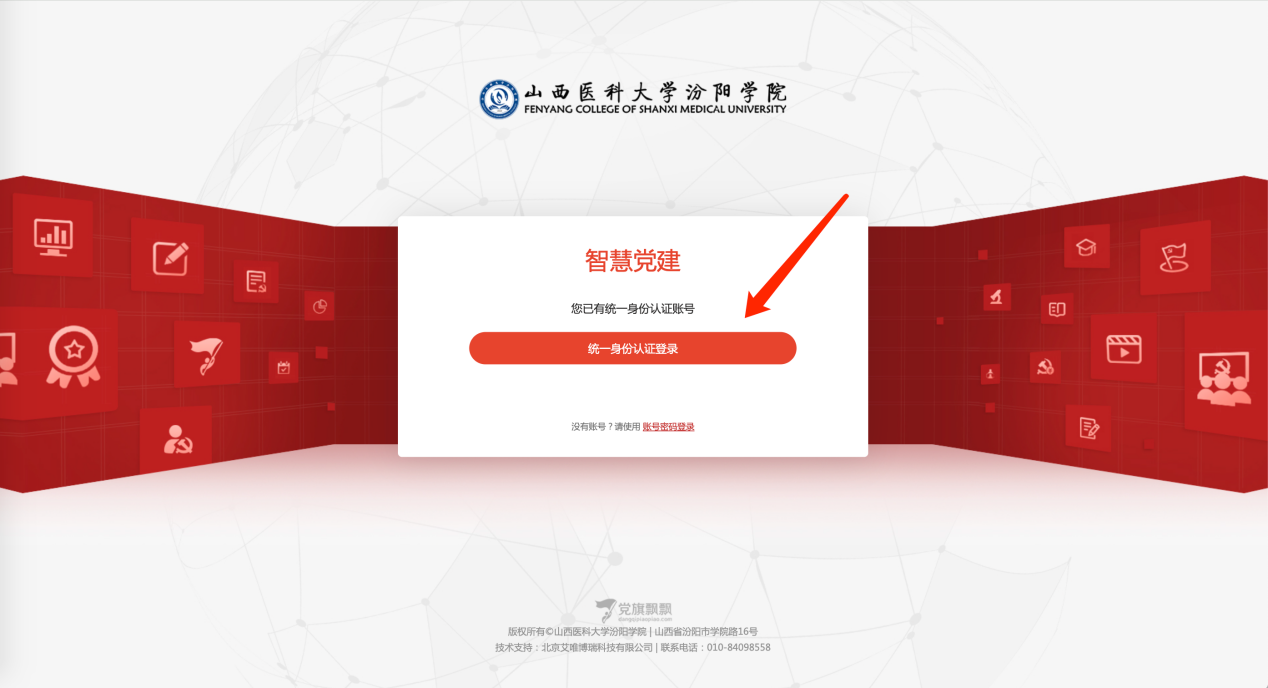 山西医科大学汾阳学院
FENYANG COLLEGE OF SHANXI MEDICAL UNIVERSITY
智慧党建
您已有统一身份认证账号
统一身份认证登录
没有账号？请使用 账号密码登录
党旗飘飘
版权所有©山西医科大学汾阳学院 | 山西省汾阳市学院路16号
技术支持：北京艾唯博瑞科技有限公司 | 联系电话：010-84098558